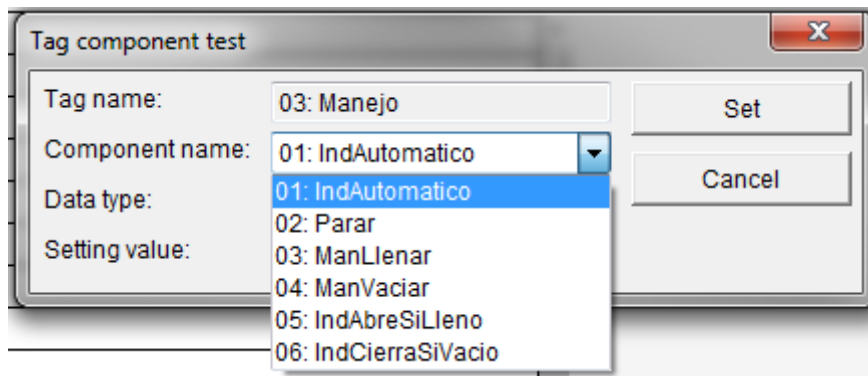 Tag component test
Tag name:
03: Manejo
Set
Component name:
01: IndAutomatico
Cancel
Data type:
01: IndAutomatico
02: Parar
03: ManLlenar
04: ManVaciar
05: IndAbreSiLleno
06: IndCierraSiVacio
Setting value: